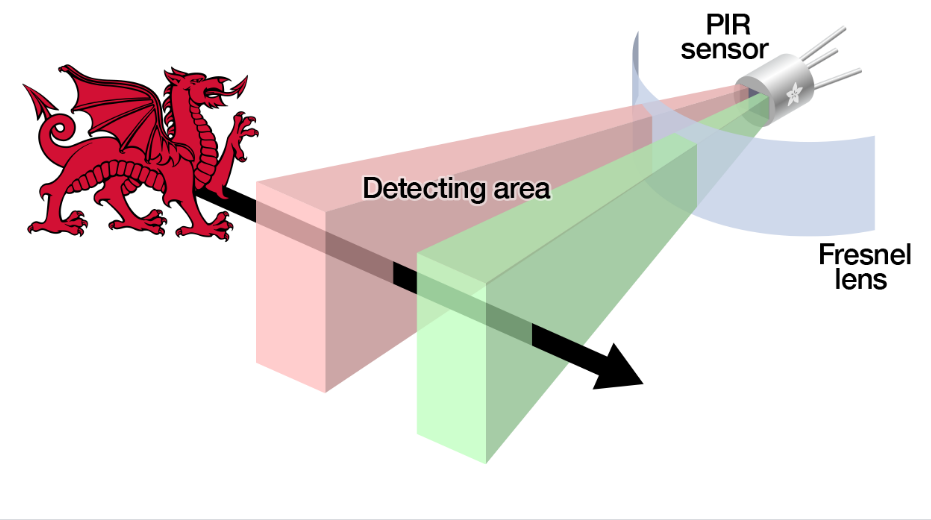 PIR
sensor
Detecting area
Fresnel
lens